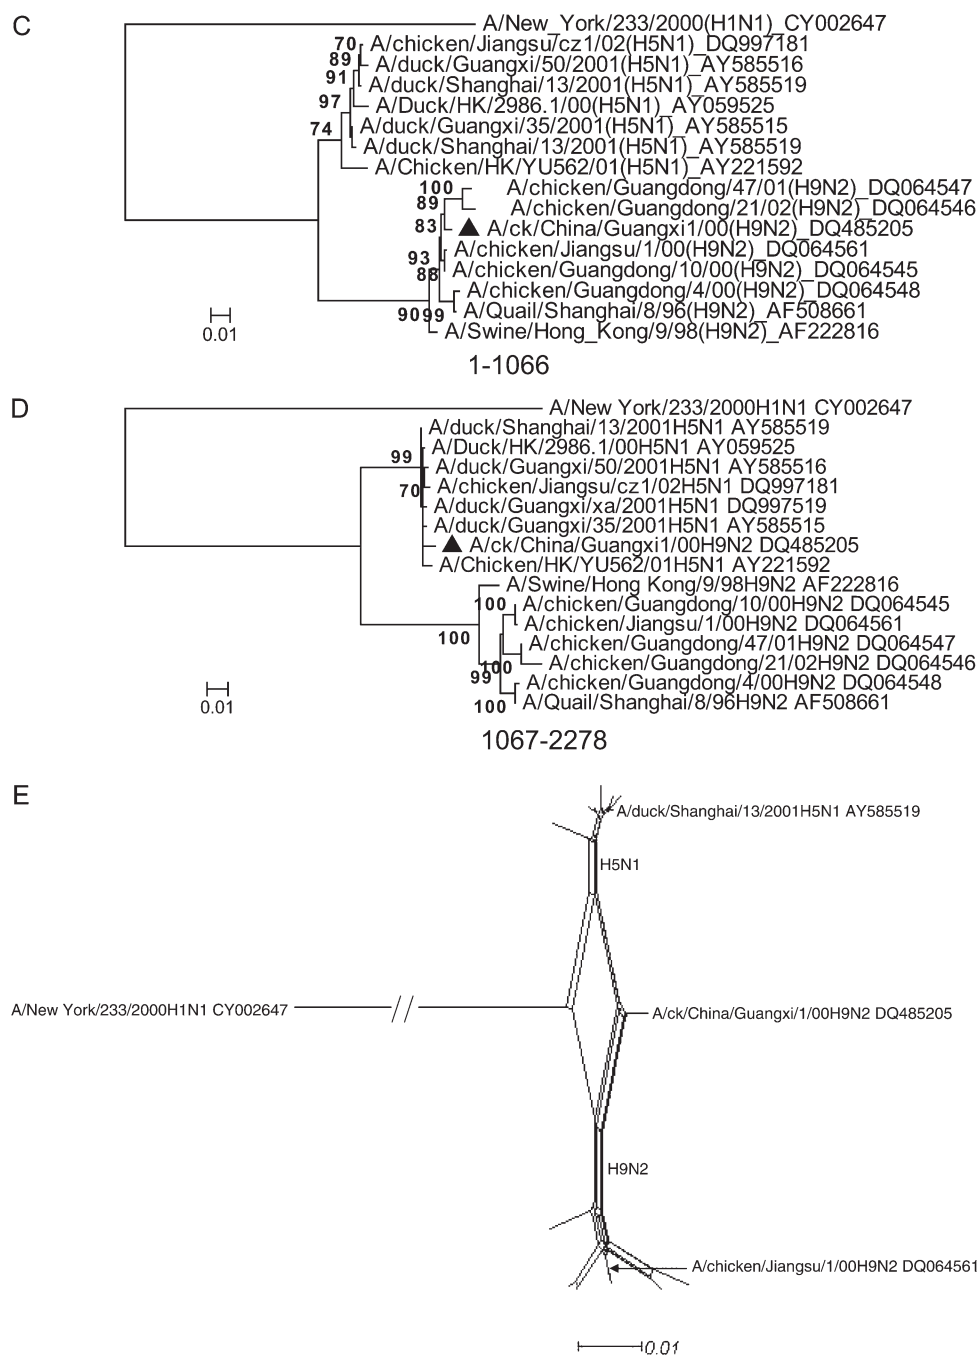 C
A/New_York/233/2000(H1N1)_CY002647
70 A/chicken/Jiangsu/cz1/02(H5N1)_DQ997181
89 A/duck/Guangxi/50/2001(H5N1)_AY585516
91 A/duck/Shanghai/13/2001(H5N1)_AY585519
97 A/Duck/HK/2986.1/00(H5N1)_AY059525
74 A/duck/Guangxi/35/2001(H5N1)_AY585515
A/duck/Shanghai/13/2001(H5N1)_AY585519
A/Chicken/HK/YU562/01(H5N1)_AY221592
100 A/chicken/Guangdong/47/01(H9N2)_DQ064547
89 A/chicken/Guangdong/21/02(H9N2)_DQ064546
83 A/ck/China/Guangxi1/00(H9N2)_DQ485205
A/chicken/Jiangsu/1/00(H9N2)_DQ064561
93
88 A/chicken/Guangdong/10/00(H9N2)_DQ064545
A/chicken/Guangdong/4/00(H9N2)_DQ064548
9099 A/Quail/Shanghai/8/96(H9N2)_AF508661
A/Swine/Hong_Kong/9/98(H9N2)_AF222816
0.01
1-1066
D
A/New York/233/2000H1N1 CY002647
A/duck/Shanghai/13/2001H5N1 AY585519
A/Duck/HK/2986.1/00H5N1 AY059525
99 A/duck/Guangxi/50/2001H5N1 AY585516
70 A/chicken/Jiangsu/cz1/02H5N1 DQ997181
A/duck/Guangxi/xa/2001H5N1 DQ997519
A/duck/Guangxi/35/2001H5N1 AY585515
A/ck/China/Guangxi1/00H9N2 DQ485205
A/Chicken/HK/YU562/01H5N1 AY221592
A/Swine/Hong Kong/9/98H9N2 AF222816
100 A/chicken/Guangdong/10/00H9N2 DQ064545
A/chicken/Jiangsu/1/00H9N2 DQ064561
100 A/chicken/Guangdong/47/01H9N2 DQ064547
100 A/chicken/Guangdong/21/02H9N2 DQ064546
99 A/chicken/Guangdong/4/00H9N2 DQ064548
100 A/Quail/Shanghai/8/96H9N2 AF508661
0.01
1067-2278
E
A/duck/Shanghai/13/2001H5N1 AY585519
H5N1
A/New York/233/2000H1N1 CY002647
A/ck/China/Guangxi/1/00H9N2 DQ485205
H9N2
A/chicken/Jiangsu/1/00H9N2 DQ064561
0.01